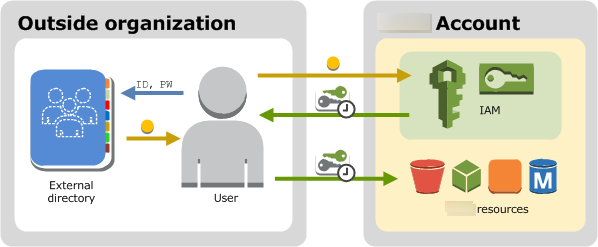 Outside organization
Account
ID, PW
IAM
External
directory
User
resources
M